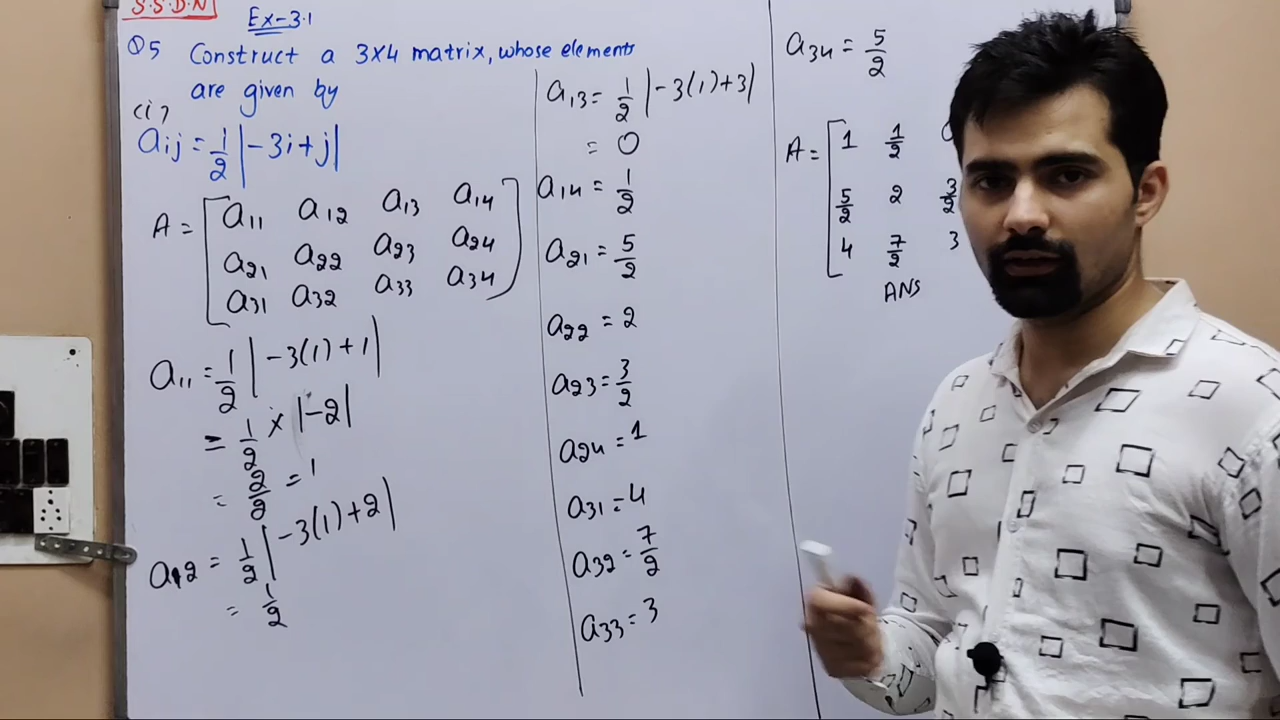 S.S.D.N
Ex-3.1
Q5 Construct a 3x4 matrix, whose elements
are given by
(i)
aij = 1/2 |-3i+j|
A = [a11 a12 a13 a14
a21 a22 a23 a24
a31 a32 a33 a34]
a11 = 1/2 |-3(1)+1|
= 1/2 x |-2|
= 2/2 = 1
a12 = 1/2 |-3(1)+2|
= 1/2
a13 = 1/2 |-3(1)+3|
= 0
a14 = 1/2
a21 = 5/2
a22 = 2
a23 = 3/2
a24 = 1
a31 = 4
a32 = 7/2
a33 = 3
a34 = 5/2
A = [1 1/2
5/2 2 3/2
4 7/2 3
ANS